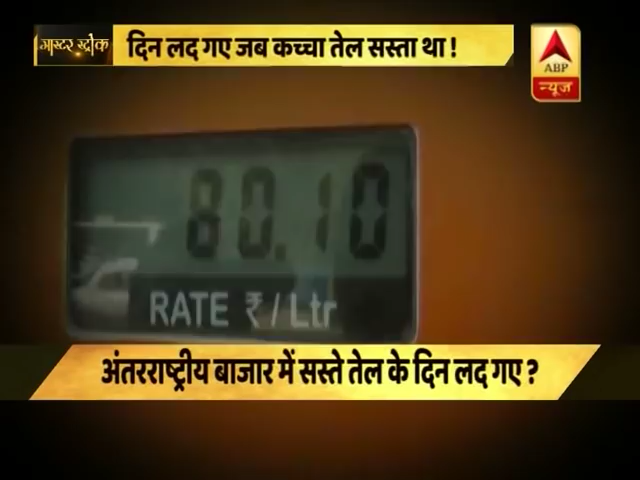 मास्टर स्ट्रोक
दिन लद गए जब कच्चा तेल सस्ता था !
ABP
न्यूज़
80.10
RATE ₹/Ltr
अंतरराष्ट्रीय बाजार में सस्ते तेल के दिन लद गए ?